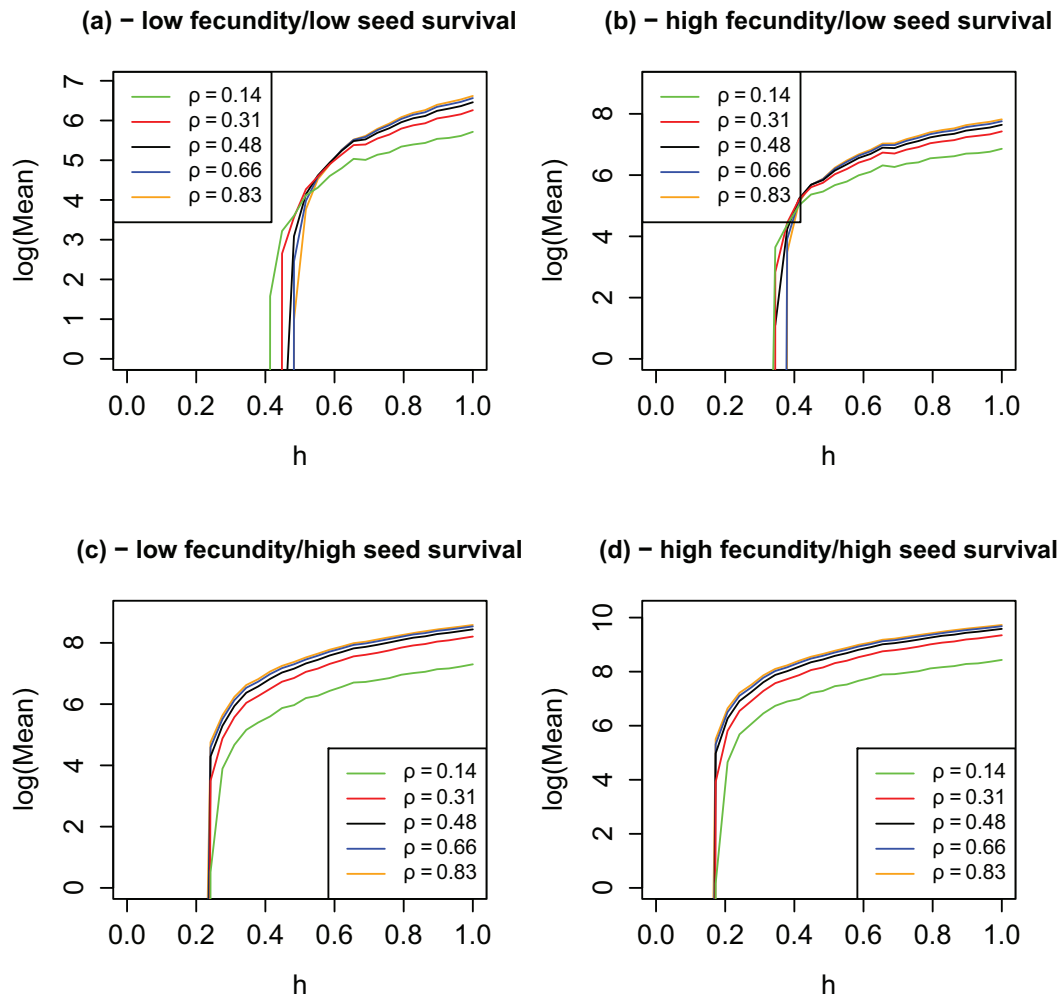 (a) − low fecundity/low seed survival
log(Mean)
0 1 2 3 4 5 6 7
ρ = 0.14
ρ = 0.31
ρ = 0.48
ρ = 0.66
ρ = 0.83
0.0 0.2 0.4 0.6 0.8 1.0
h
(b) − high fecundity/low seed survival
log(Mean)
0 2 4 6 8
ρ = 0.14
ρ = 0.31
ρ = 0.48
ρ = 0.66
ρ = 0.83
0.0 0.2 0.4 0.6 0.8 1.0
h
(c) − low fecundity/high seed survival
log(Mean)
0 2 4 6 8
ρ = 0.14
ρ = 0.31
ρ = 0.48
ρ = 0.66
ρ = 0.83
0.0 0.2 0.4 0.6 0.8 1.0
h
(d) − high fecundity/high seed survival
log(Mean)
0 2 4 6 8 10
ρ = 0.14
ρ = 0.31
ρ = 0.48
ρ = 0.66
ρ = 0.83
0.0 0.2 0.4 0.6 0.8 1.0
h